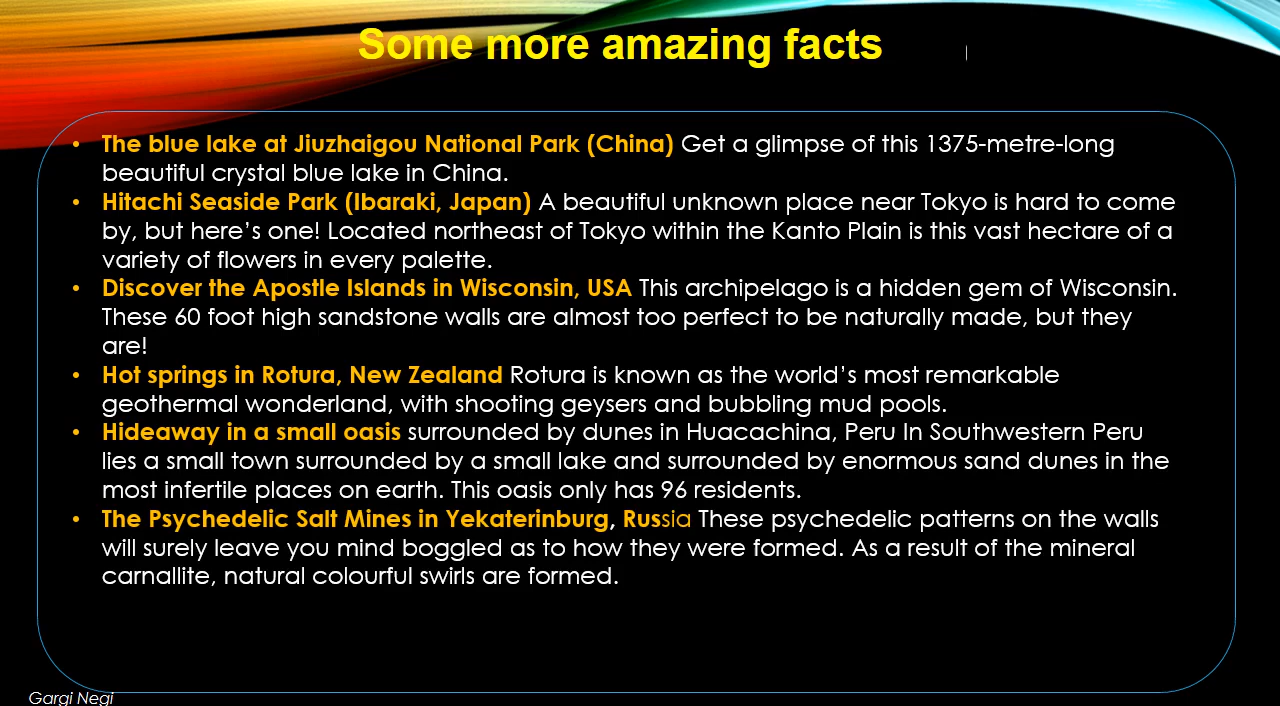 Some more amazing facts
• The blue lake at Jiuzhaigou National Park (China) Get a glimpse of this 1375-metre-long
beautiful crystal blue lake in China.
• Hitachi Seaside Park (Ibaraki, Japan) A beautiful unknown place near Tokyo is hard to come
by, but here’s one! Located northeast of Tokyo within the Kanto Plain is this vast hectare of a
variety of flowers in every palette.
• Discover the Apostle Islands in Wisconsin, USA This archipelago is a hidden gem of Wisconsin.
These 60 foot high sandstone walls are almost too perfect to be naturally made, but they
are!
• Hot springs in Rotura, New Zealand Rotura is known as the world’s most remarkable
geothermal wonderland, with shooting geysers and bubbling mud pools.
• Hideaway in a small oasis surrounded by dunes in Huacachina, Peru In Southwestern Peru
lies a small town surrounded by a small lake and surrounded by enormous sand dunes in the
most infertile places on earth. This oasis only has 96 residents.
• The Psychedelic Salt Mines in Yekaterinburg, Russia These psychedelic patterns on the walls
will surely leave you mind boggled as to how they were formed. As a result of the mineral
carnallite, natural colourful swirls are formed.
Gargi Negi